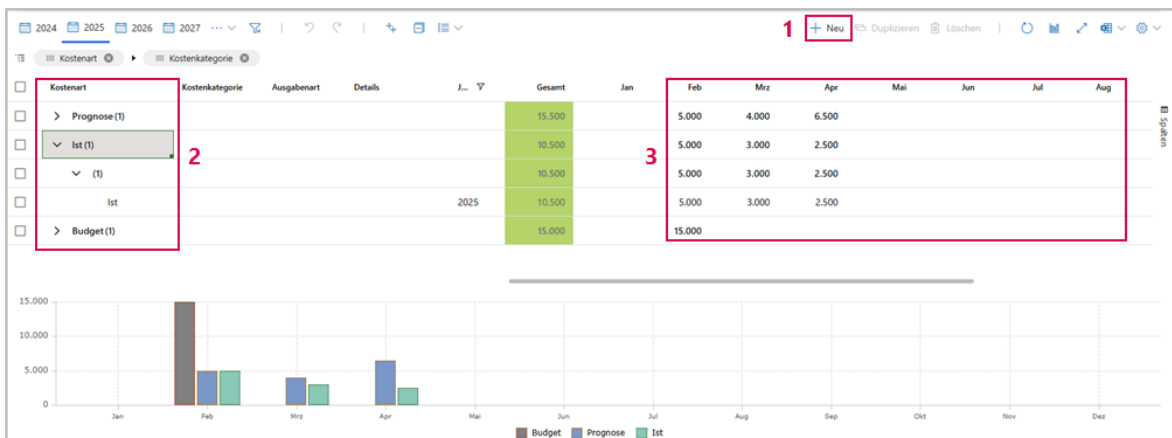 2024 2025 2026 2027 ... 1 Neu Duplizieren Löschen
Kostenart Kostenkategorie
Kostenart Kostenkategorie Ausgabenart Details J... Gesamt Jan Feb Mrz Apr Mai Jun Jul Aug
Prognose (1) 15.500 5.000 4.000 6.500
Spalten
Ist (1) 10.500 5.000 3.000 2.500
2 3
(1) 10.500 5.000 3.000 2.500
Ist 2025 10.500 5.000 3.000 2.500
Budget (1) 15.000 15.000
15.000
10.000
5.000
0
Jan Feb Mrz Apr Mai Jun Jul Aug Sep Okt Nov Dez
Budget Prognose Ist